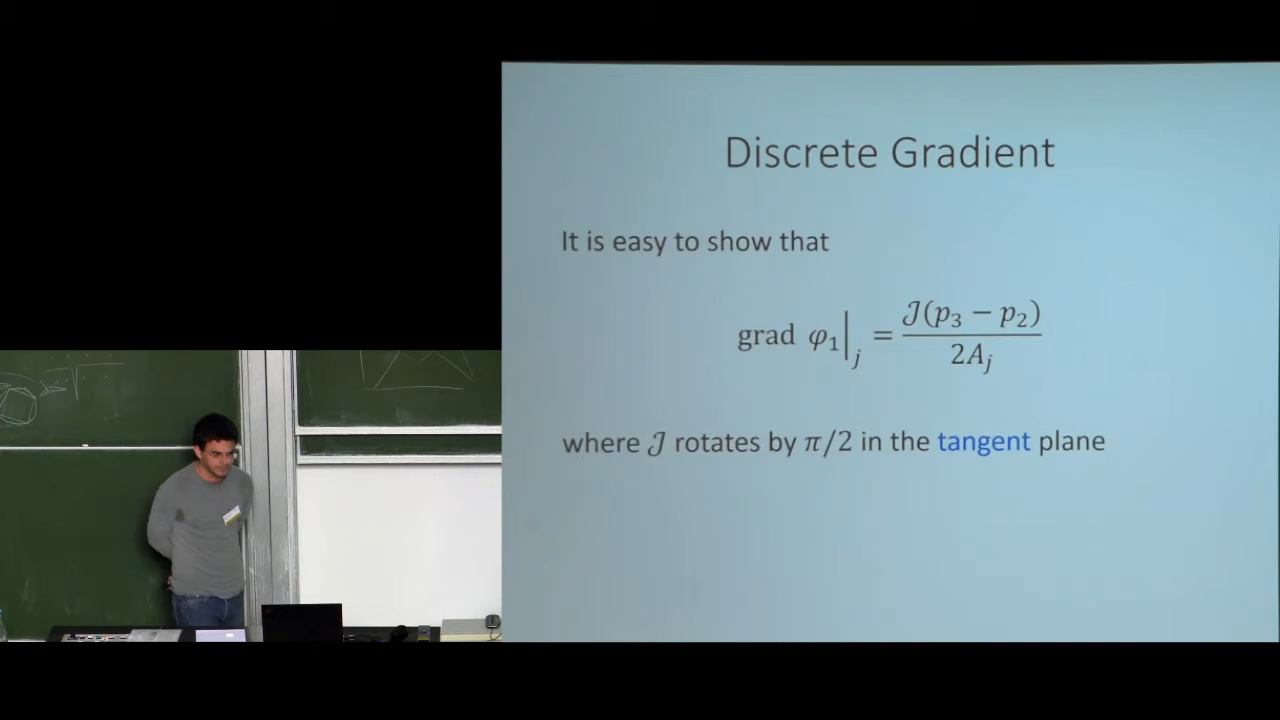 Discrete Gradient
It is easy to show that
grad φ₁|ⱼ = 𝒥(p₃ − p₂) / 2Aⱼ
where 𝒥 rotates by π/2 in the tangent plane